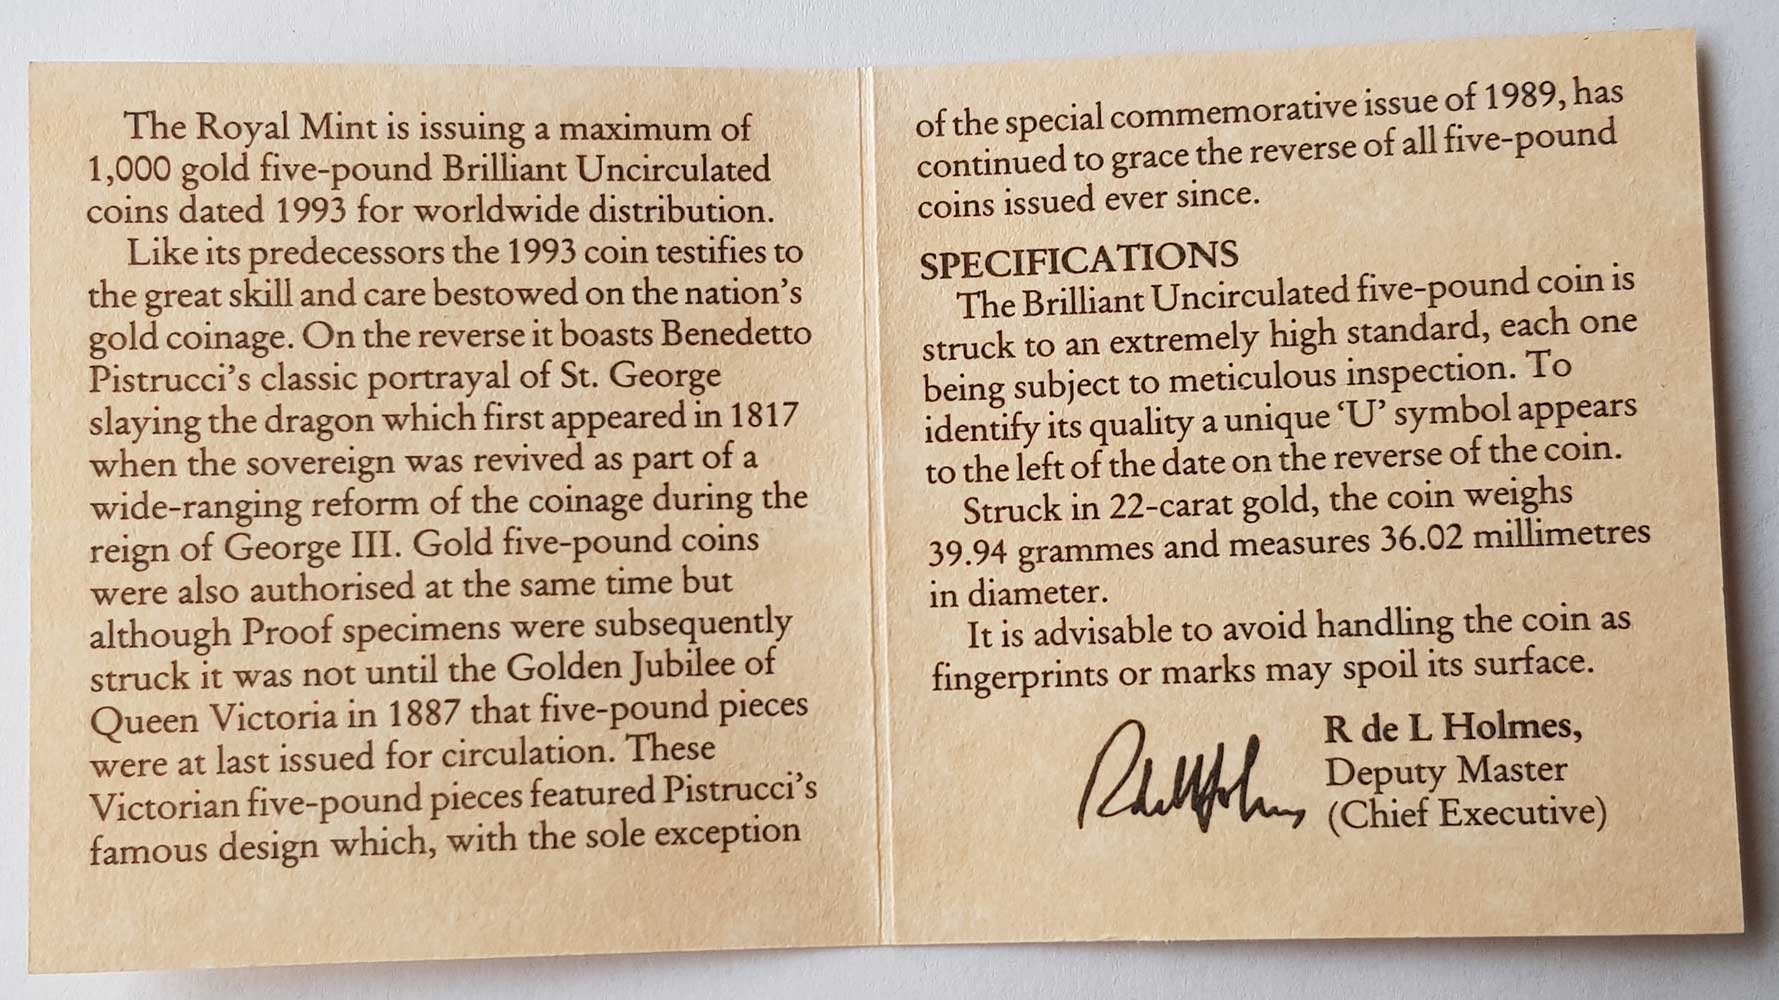 The Royal Mint is issuing a maximum of
1,000 gold five-pound Brilliant Uncirculated
coins dated 1993 for worldwide distribution.
Like its predecessors the 1993 coin testifies to
the great skill and care bestowed on the nation's
gold coinage. On the reverse it boasts Benedetto
Pistrucci's classic portrayal of St. George
slaying the dragon which first appeared in 1817
when the sovereign was revived as part of a
wide-ranging reform of the coinage during the
reign of George III. Gold five-pound coins
were also authorised at the same time but
although Proof specimens were subsequently
struck it was not until the Golden Jubilee of
Queen Victoria in 1887 that five-pound pieces
were at last issued for circulation. These
Victorian five-pound pieces featured Pistrucci's
famous design which, with the sole exception
of the special commemorative issue of 1989, has
continued to grace the reverse of all five-pound
coins issued ever since.
SPECIFICATIONS
The Brilliant Uncirculated five-pound coin is
struck to an extremely high standard, each one
being subject to meticulous inspection. To
identify its quality a unique 'U' symbol appears
to the left of the date on the reverse of the coin.
Struck in 22-carat gold, the coin weighs
39.94 grammes and measures 36.02 millimetres
in diameter.
It is advisable to avoid handling the coin as
fingerprints or marks may spoil its surface.
R de L Holmes
R de L Holmes,
Deputy Master
(Chief Executive)